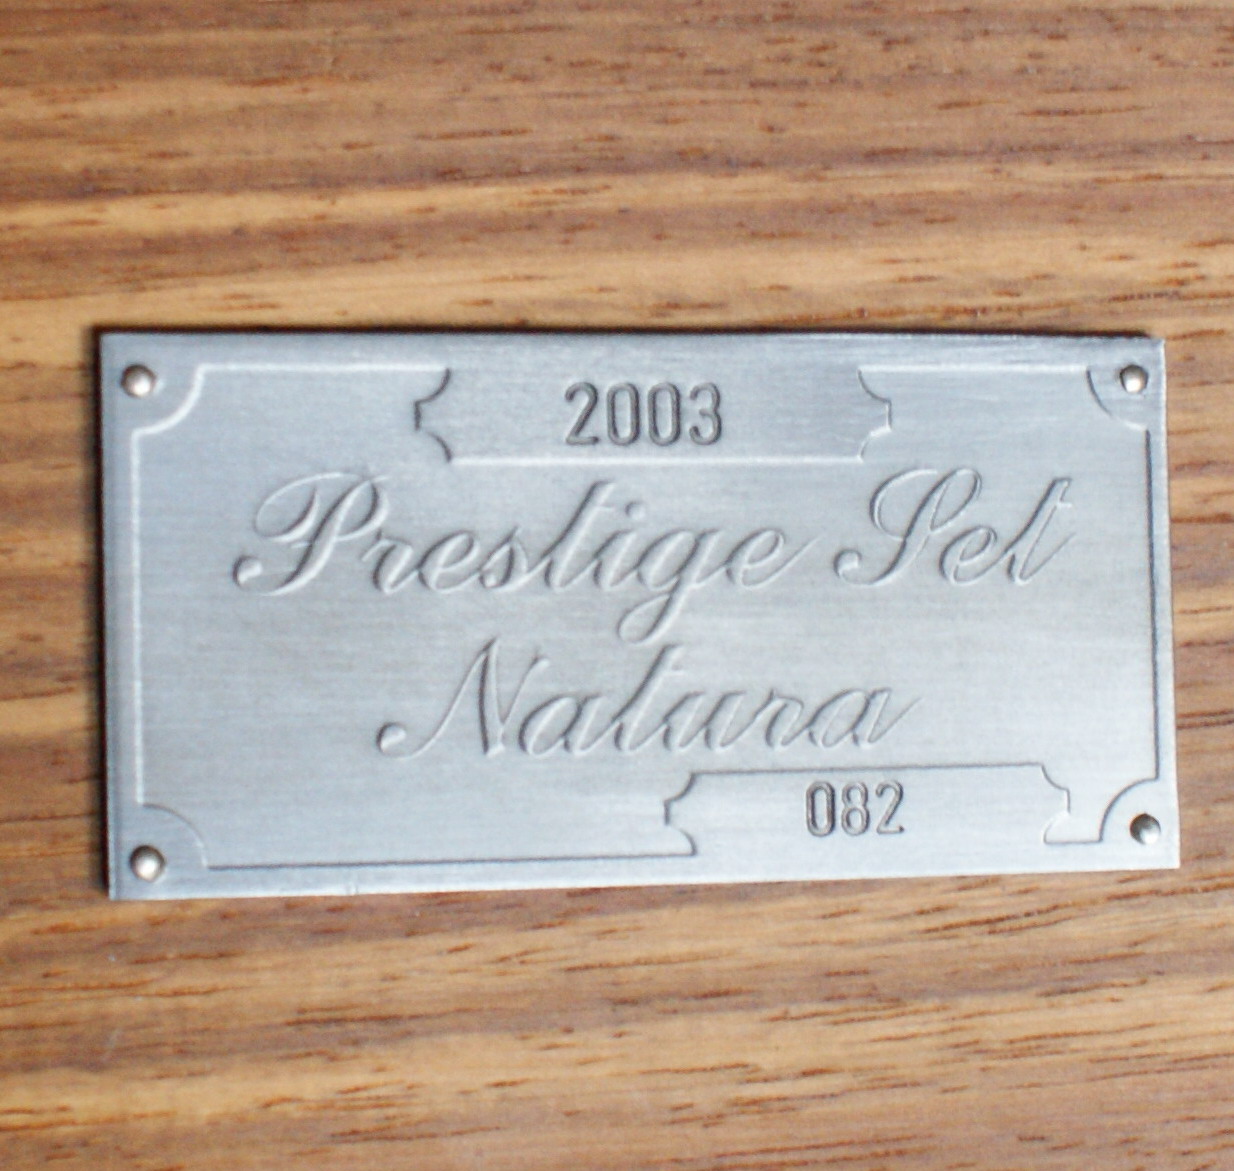 2003
Prestige Set
Natura
082